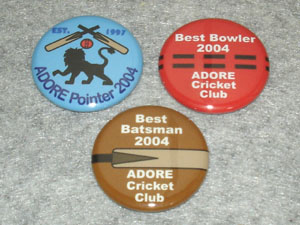 EST. 1997
ADORE Pointer 2004
Best Bowler
2004
ADORE
Cricket
Club
Best
Batsman
2004
ADORE
Cricket
Club